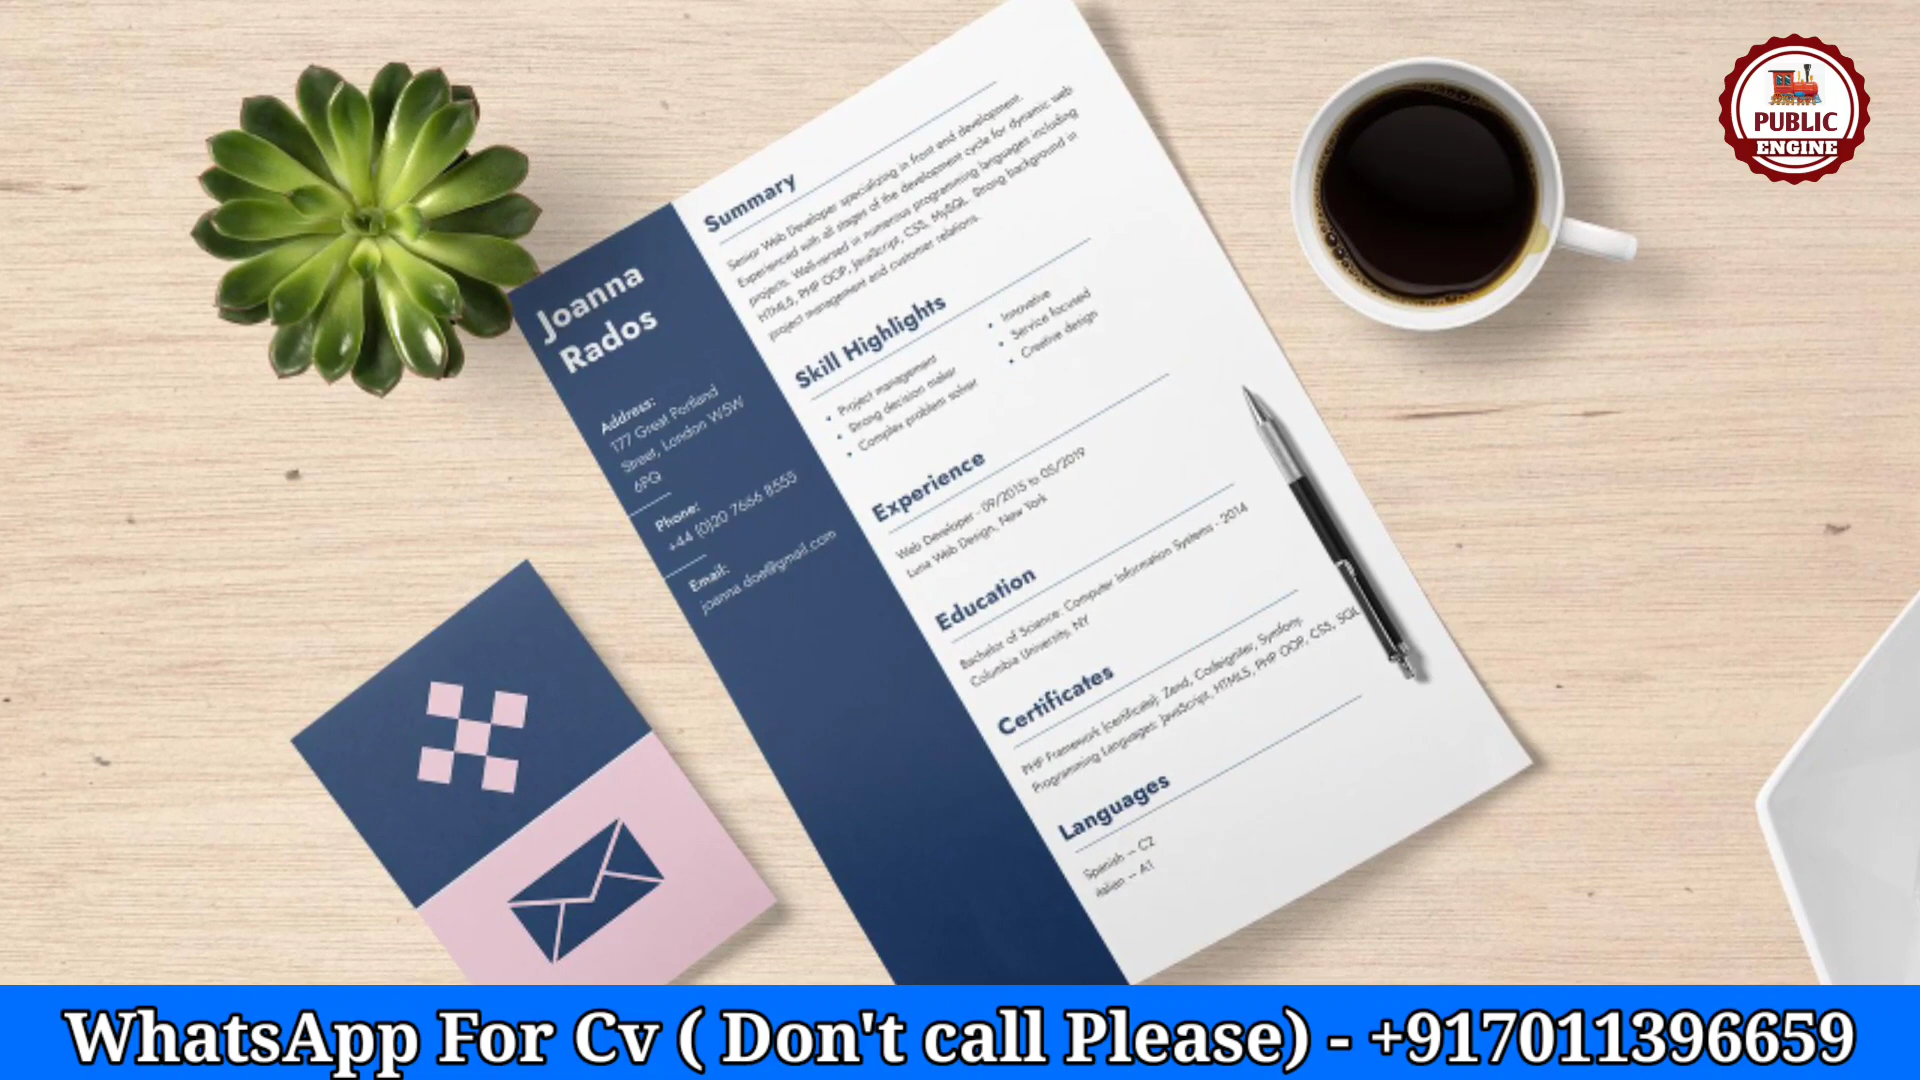 PUBLIC
ENGINE
Joanna
Rados
Address:
177 Great Portland
Street, London W5W
6PQ
Phone:
+44 (0)20 7666 8555
Email:
joanna.doe@gmail.com
Summary
Senior Web Developer specializing in front end development.
Experienced with all stages of the development cycle for dynamic web
projects. Well-versed in numerous programming languages including
HTML5, PHP OOP, JavaScript, CSS, MySQL. Strong background in
project management and customer relations.
Skill Highlights
• Project management
• Strong decision maker
• Complex problem solver
• Innovative
• Service focused
• Creative design
Experience
Web Developer - 09/2015 to 05/2019
Luna Web Design, New York
Education
Bachelor of Science: Computer Information Systems - 2014
Columbia University, NY
Certificates
PHP Framework (certificate): Zend, Codeigniter, Symfony.
Programming Languages: JavaScript, HTML5, PHP OOP, CSS, SQL
Languages
Spanish – C2
Italian – A1
WhatsApp For Cv ( Don't call Please) - +917011396659